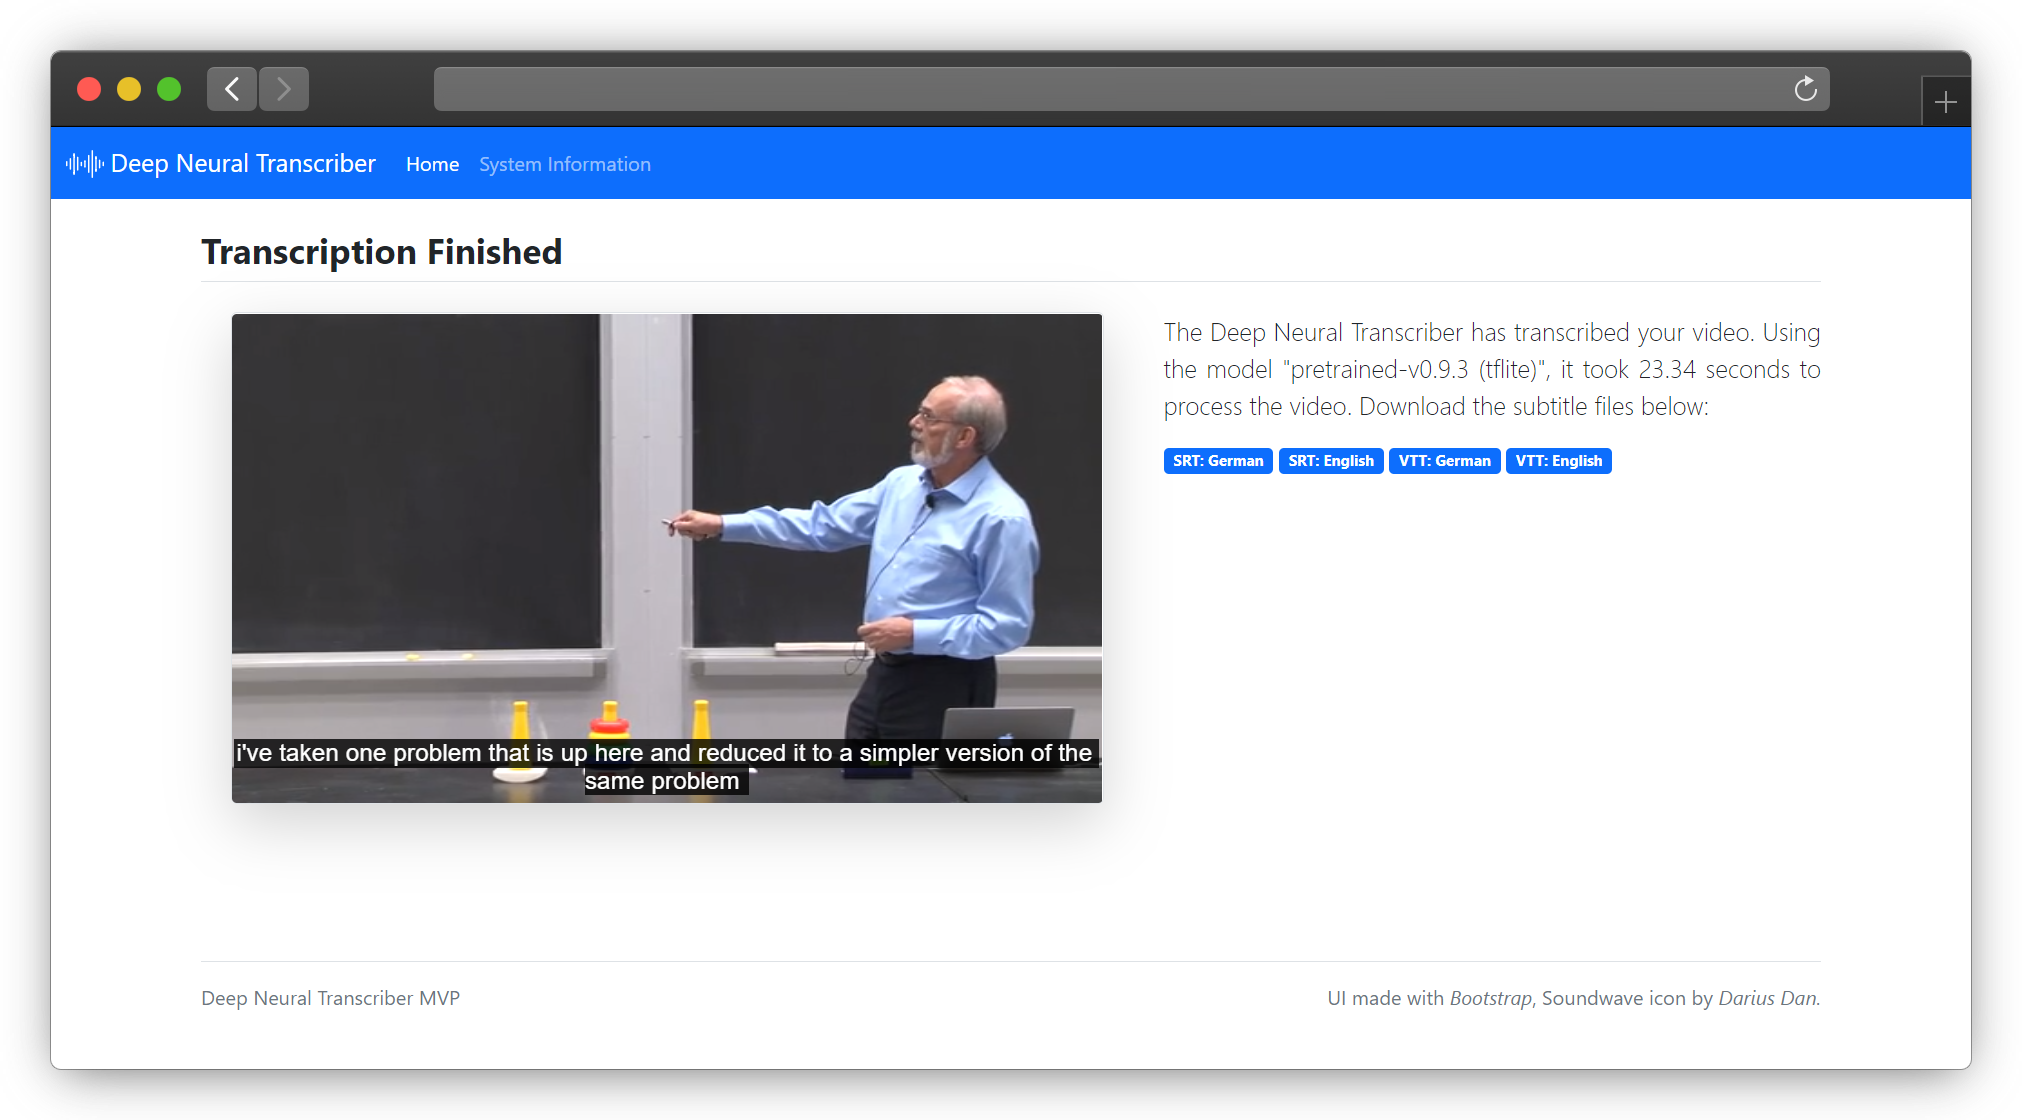 Deep Neural Transcriber Home System Information
Transcription Finished
The Deep Neural Transcriber has transcribed your video. Using
the model "pretrained-v0.9.3 (tflite)", it took 23.34 seconds to
process the video. Download the subtitle files below:
SRT: German SRT: English VTT: German VTT: English
i've taken one problem that is up here and reduced it to a simpler version of the
same problem
Deep Neural Transcriber MVP
UI made with Bootstrap, Soundwave icon by Darius Dan.